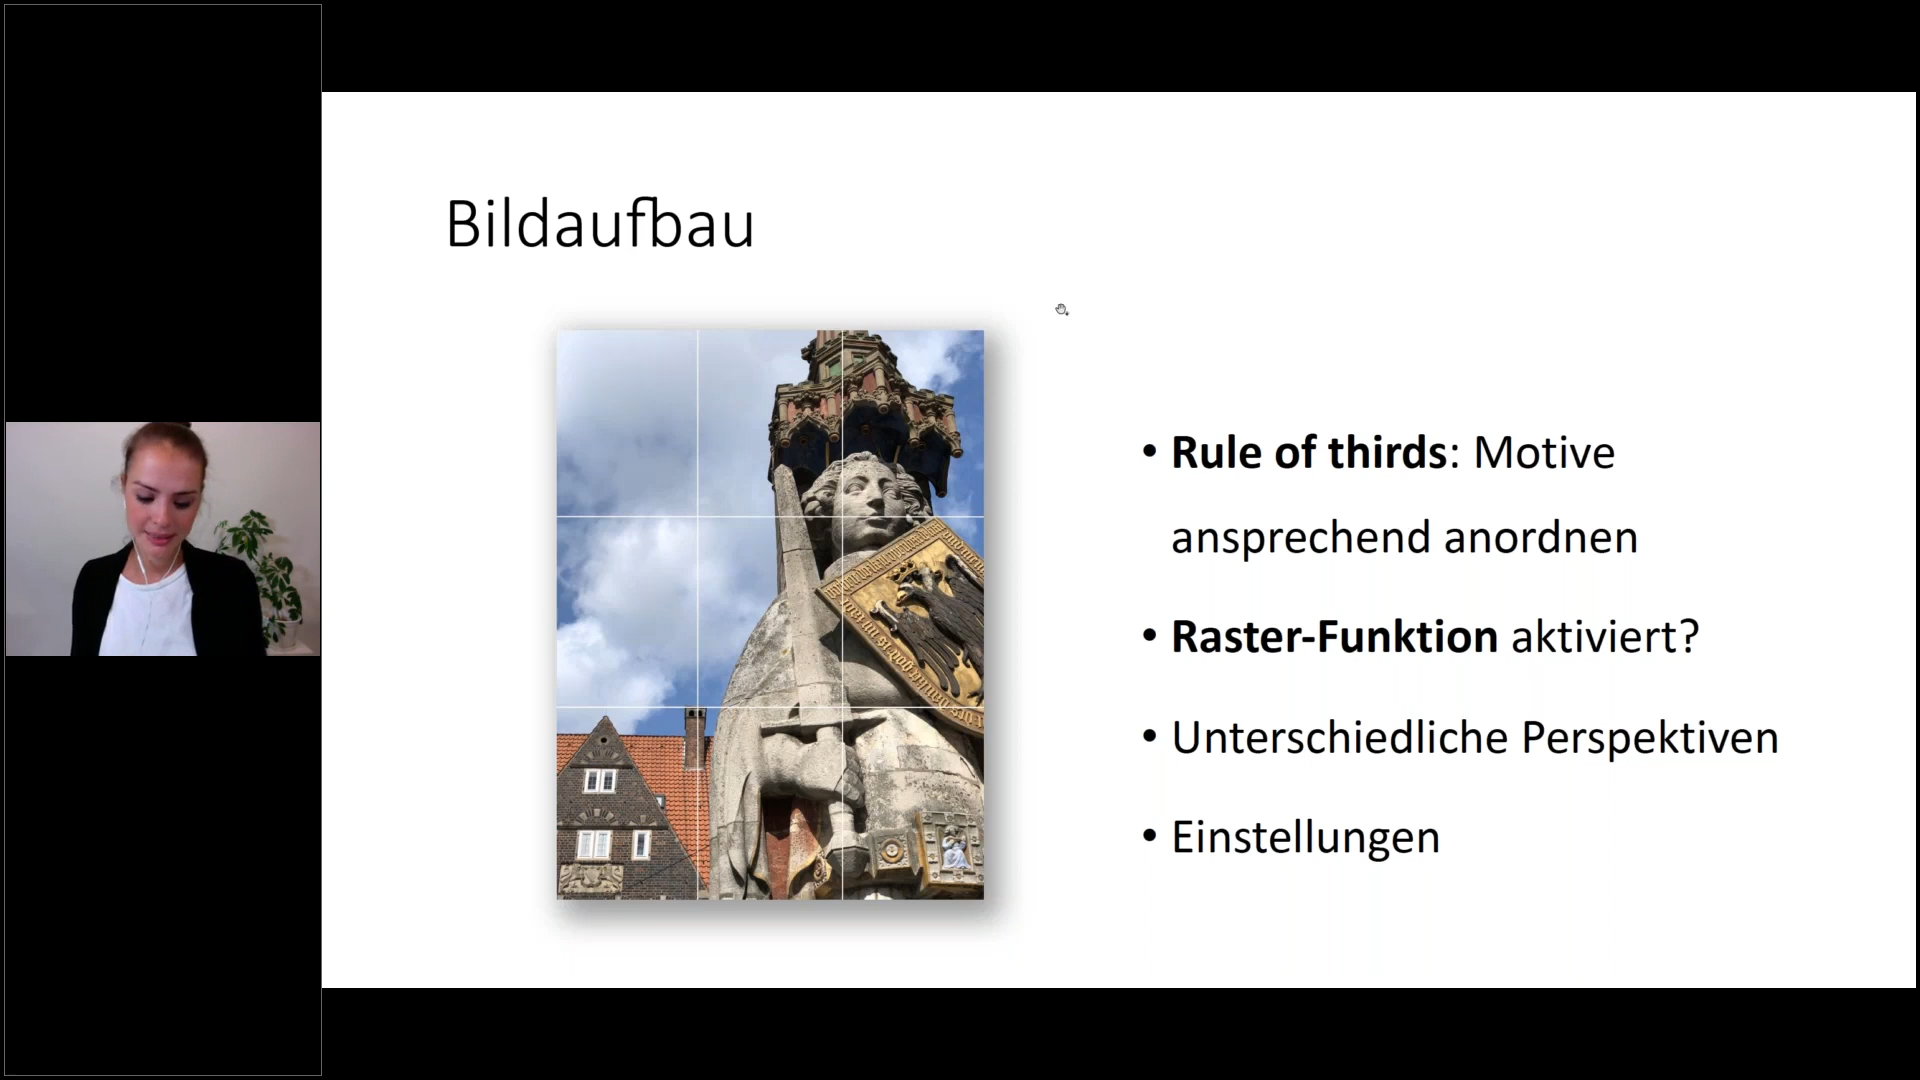 Bildaufbau
• Rule of thirds: Motive
ansprechend anordnen
• Raster-Funktion aktiviert?
• Unterschiedliche Perspektiven
• Einstellungen